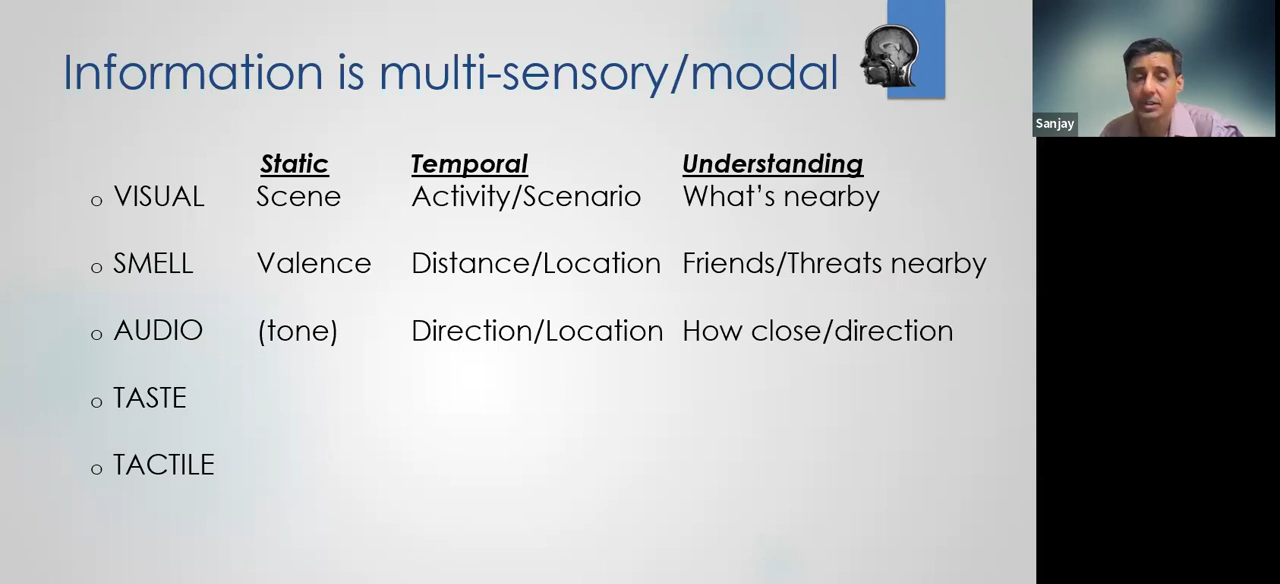 Information is multi-sensory/modal
Sanjay
Static Temporal Understanding
o VISUAL Scene Activity/Scenario What's nearby
o SMELL Valence Distance/Location Friends/Threats nearby
o AUDIO (tone) Direction/Location How close/direction
o TASTE
o TACTILE